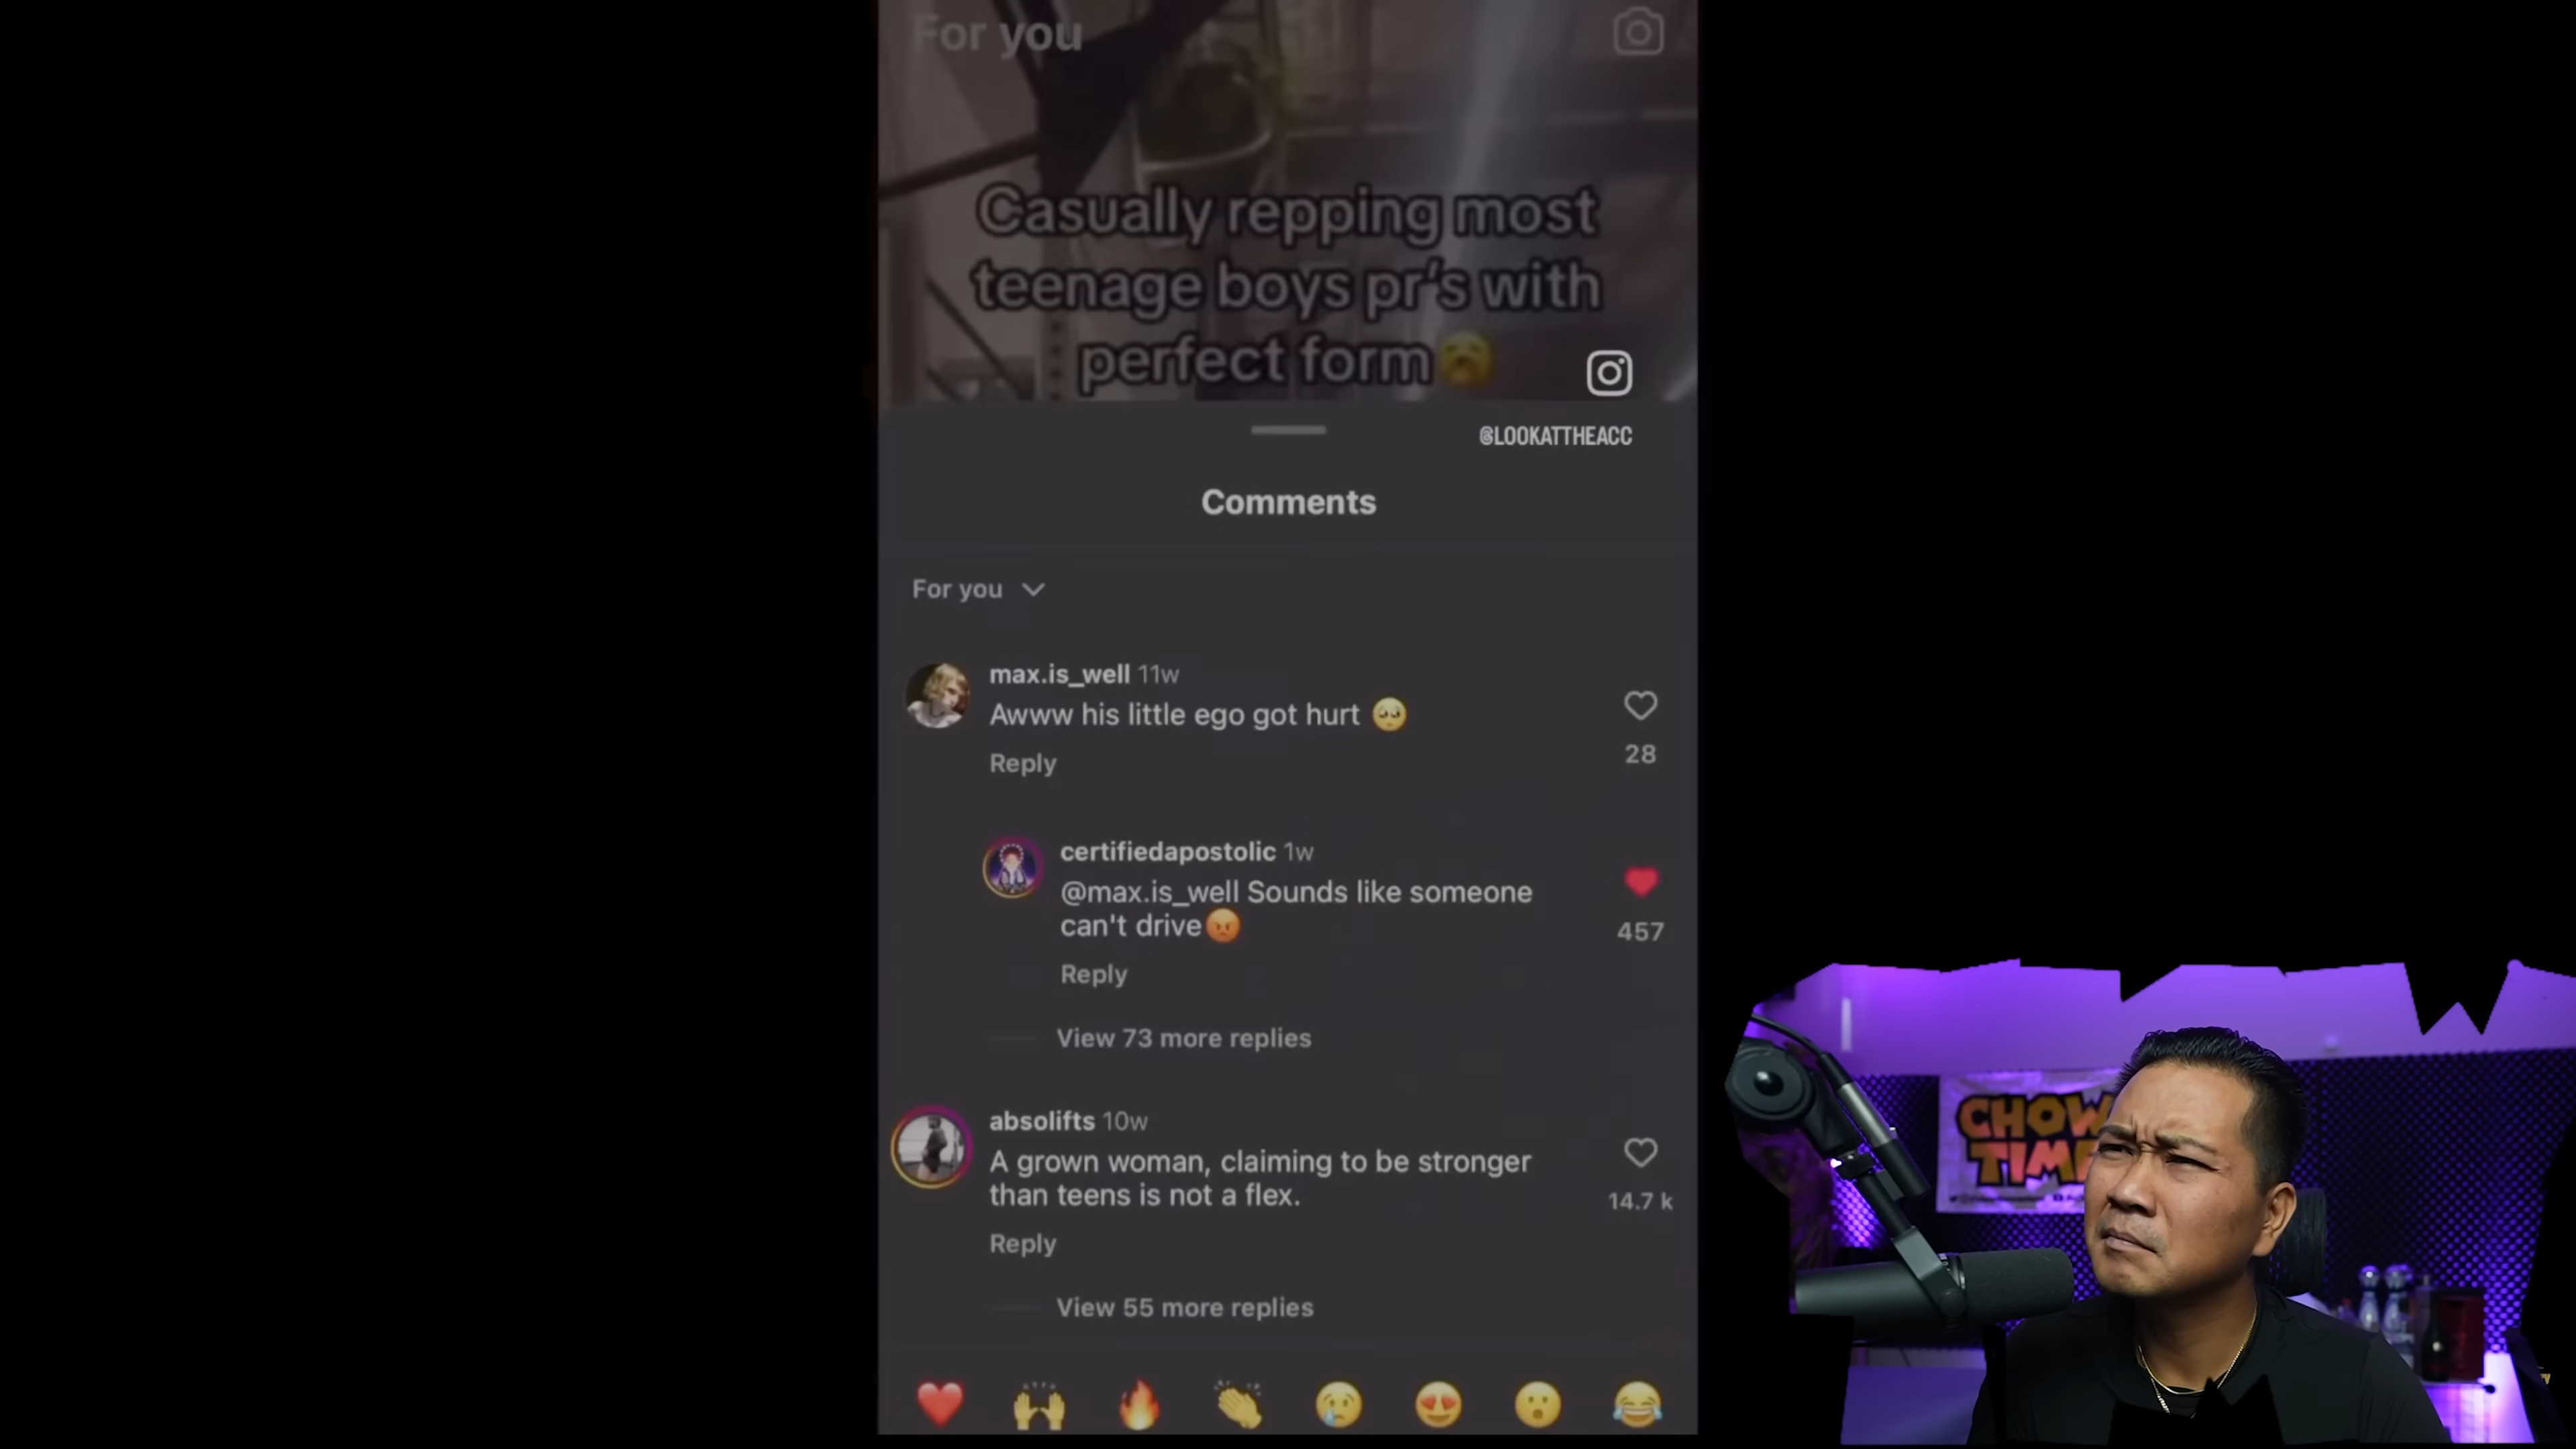 For you
Casually repping most
teenage boys pr's with
perfect form😫
@LOOKATTHEACC
Comments
For you
max.is_well 11w
Awww his little ego got hurt 🥺
28
Reply
certifiedapostolic 1w
@max.is_well Sounds like someone
can't drive😡
457
Reply
View 73 more replies
absolifts 10w
A grown woman, claiming to be stronger
than teens is not a flex.
14.7 k
Reply
View 55 more replies
CHOW
TIME